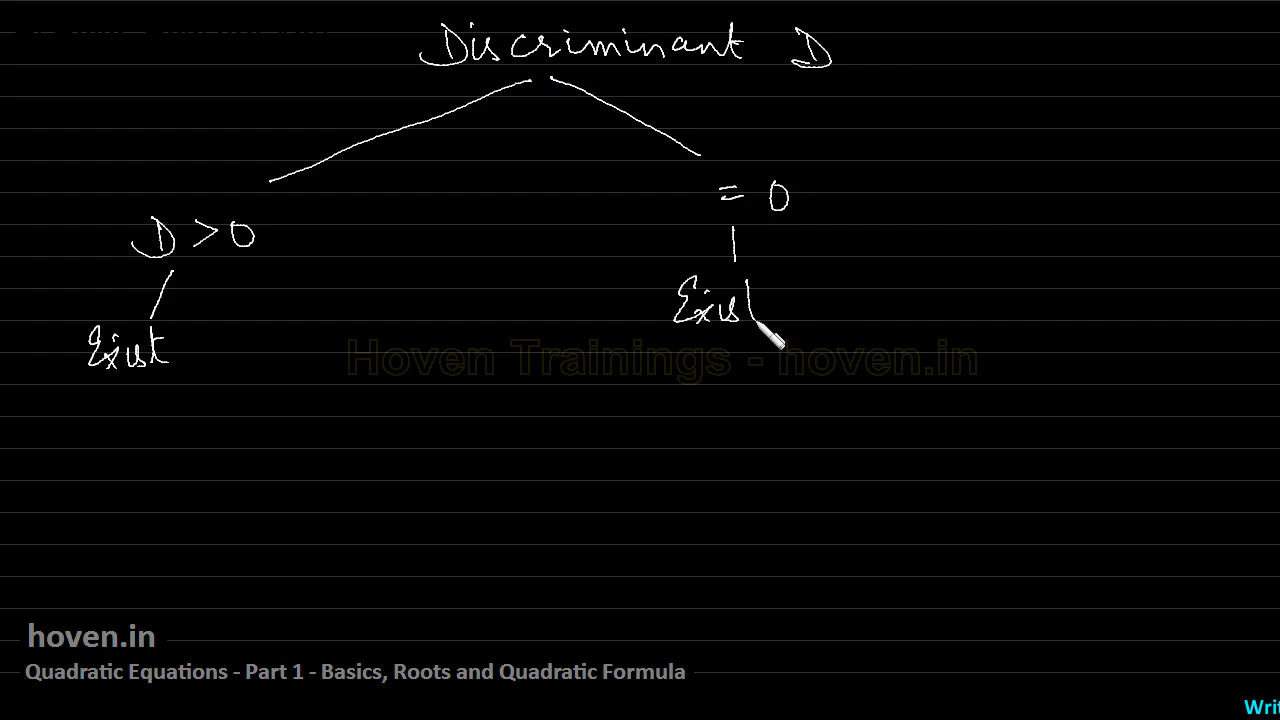 Discriminant D
= 0
D > 0
Exist
Exist
Hoven Trainings - hoven.in
hoven.in
Quadratic Equations - Part 1 - Basics, Roots and Quadratic Formula
Writ